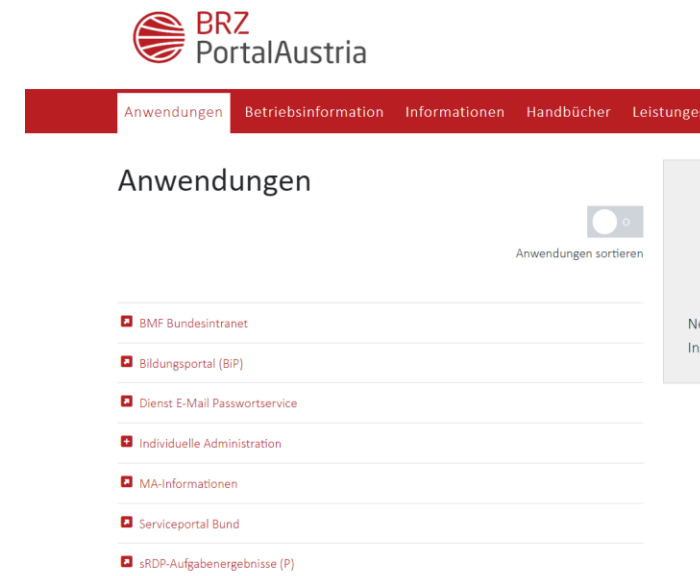 BRZ
PortalAustria
Anwendungen Betriebsinformation Informationen Handbücher
Anwendungen
Anwendungen sortieren
BMF Bundesintranet
Bildungsportal (BiP)
Dienst E-Mail Passwortservice
Individuelle Administration
MA-Informationen
Serviceportal Bund
sRDP-Aufgabenergebnisse (P)